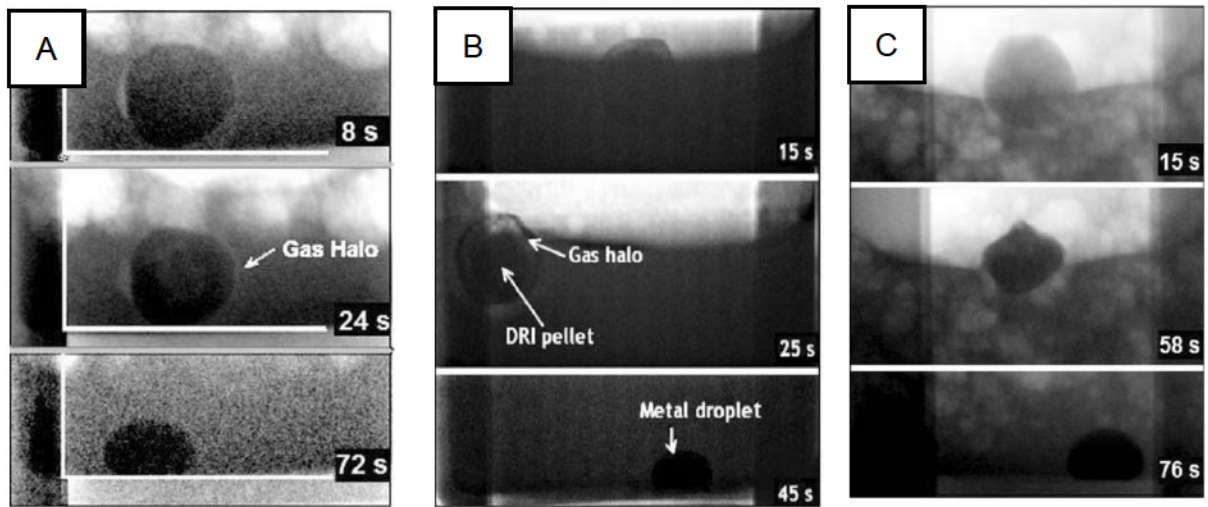 A
8 s
Gas Halo
24 s
72 s
B
15 s
Gas halo
DRI pellet
25 s
Metal droplet
45 s
C
15 s
58 s
76 s